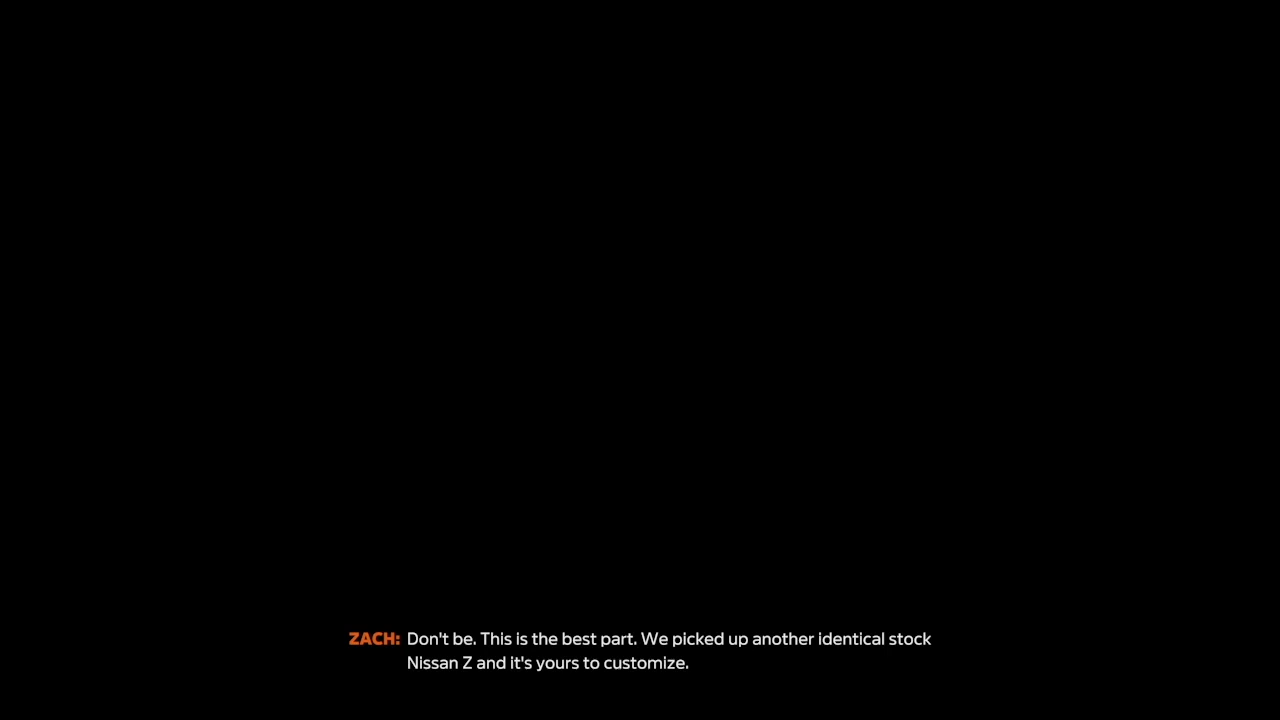 ZACH: Don't be. This is the best part. We picked up another identical stock
Nissan Z and it's yours to customize.